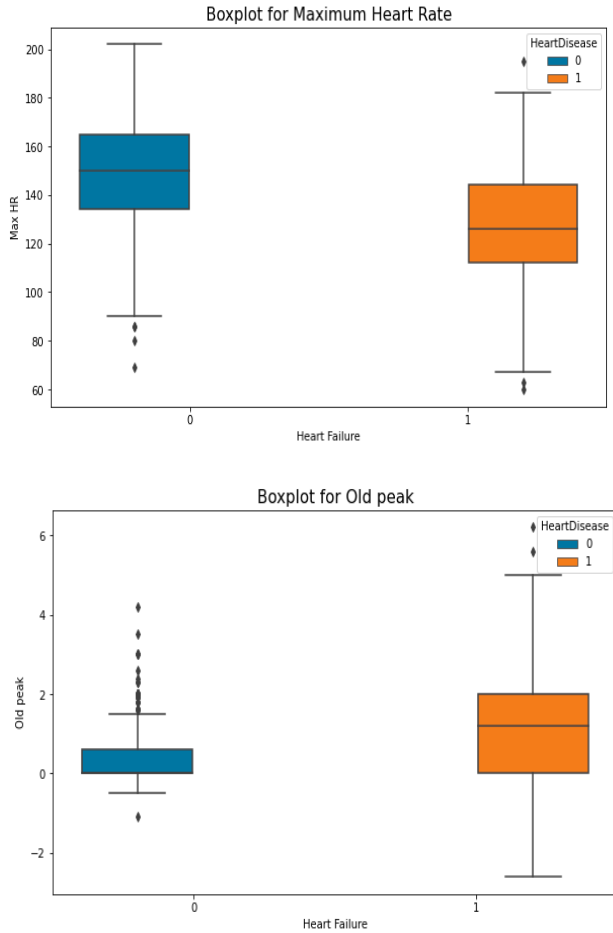 Boxplot for Maximum Heart Rate
HeartDisease
0
1
200
180
160
140
120
100
80
60
Max HR
0 1
Heart Failure
Boxplot for Old peak
HeartDisease
0
1
6
4
2
0
−2
Old peak
0 1
Heart Failure